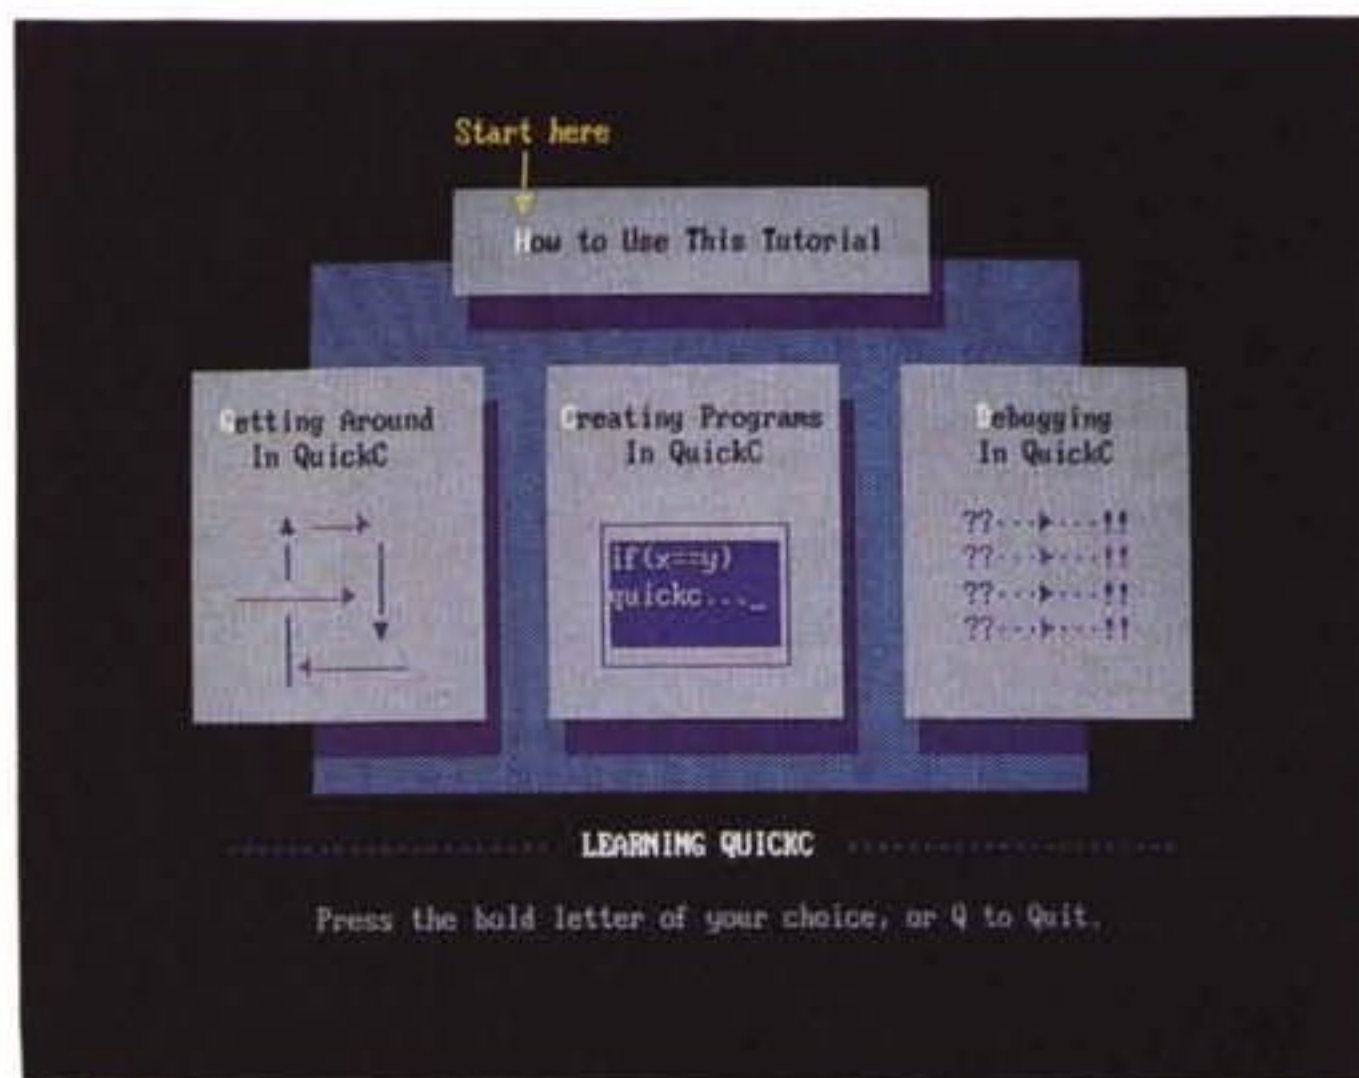 Start here
How to Use This Tutorial
Getting Around
In QuickC
Creating Programs
In QuickC
if(x==y)
quickc..._
Debugging
In QuickC
??...►...!!
??...►...!!
??...►...!!
??...►...!!
LEARNING QUICKC
Press the bold letter of your choice, or Q to Quit.